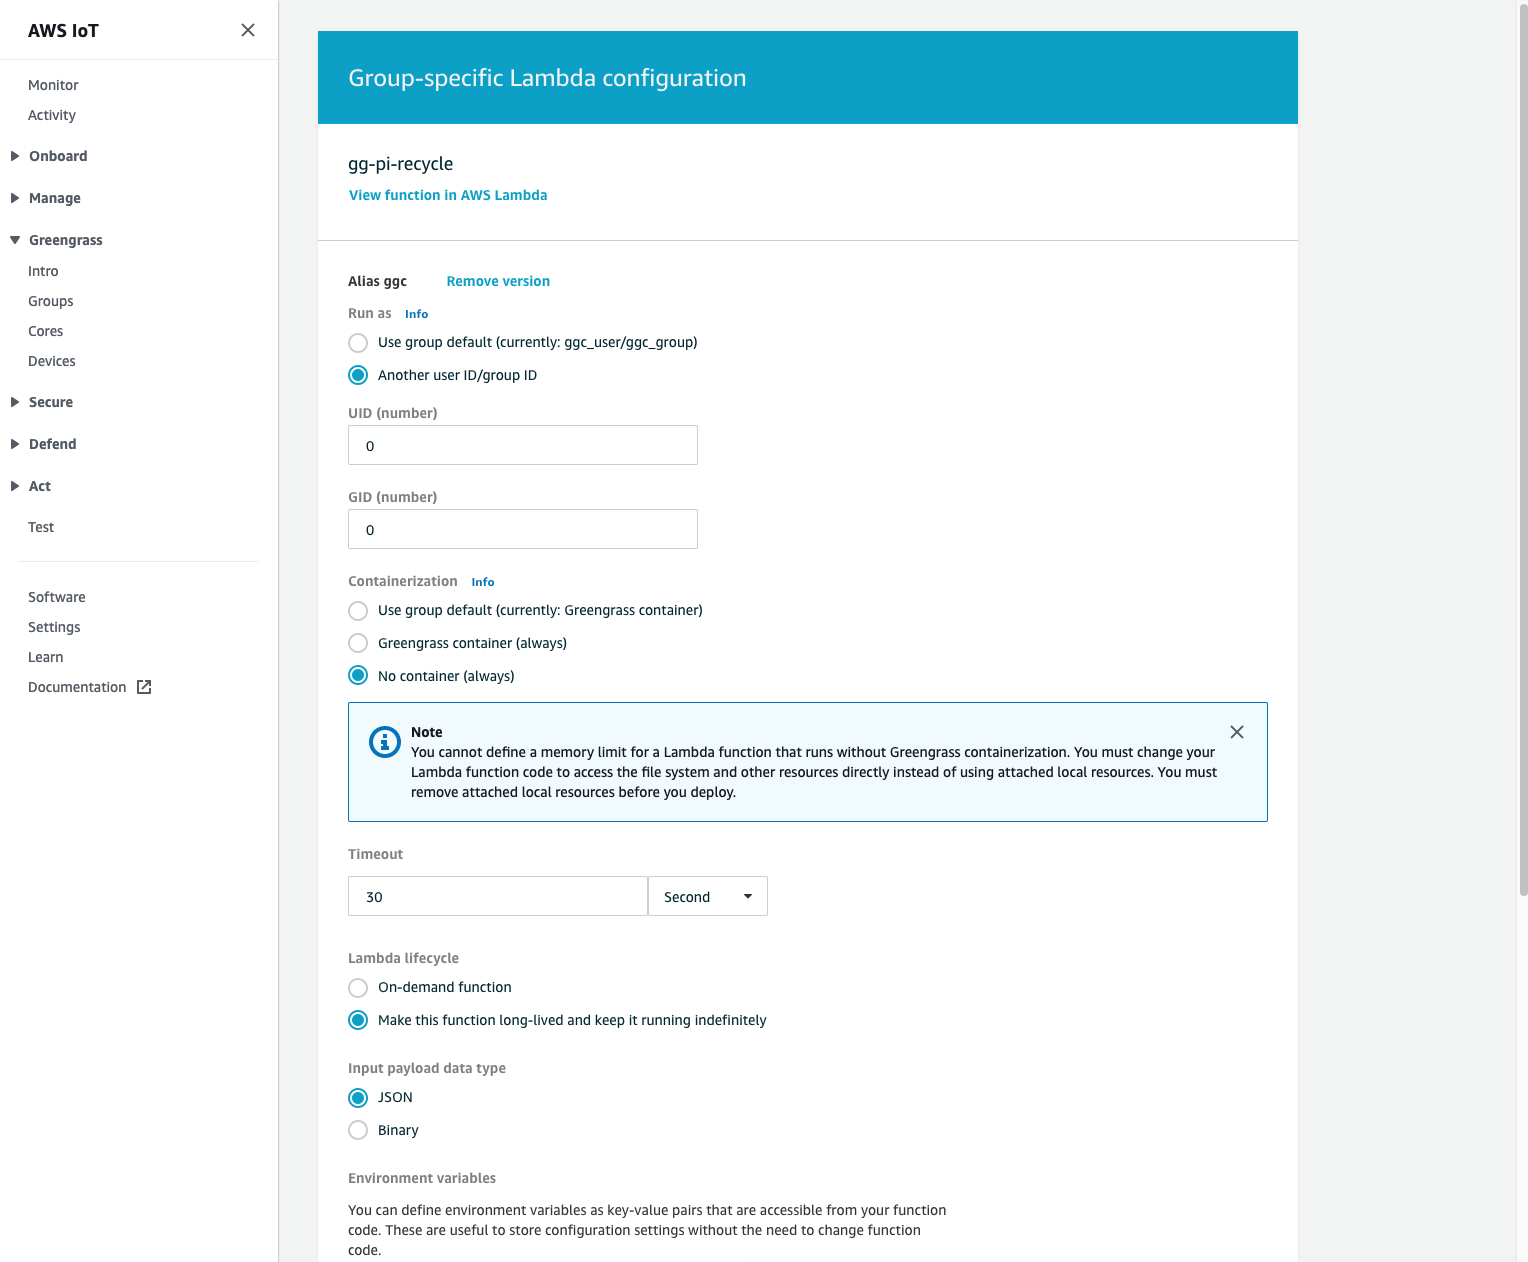 AWS IoT
Monitor
Activity
Onboard
Manage
Greengrass
Intro
Groups
Cores
Devices
Secure
Defend
Act
Test
Software
Settings
Learn
Documentation
Group-specific Lambda configuration
gg-pi-recycle
View function in AWS Lambda
Alias ggc Remove version
Run as Info
Use group default (currently: ggc_user/ggc_group)
Another user ID/group ID
UID (number)
0
GID (number)
0
Containerization Info
Use group default (currently: Greengrass container)
Greengrass container (always)
No container (always)
Note
You cannot define a memory limit for a Lambda function that runs without Greengrass containerization. You must change your
Lambda function code to access the file system and other resources directly instead of using attached local resources. You must
remove attached local resources before you deploy.
Timeout
30 Second
Lambda lifecycle
On-demand function
Make this function long-lived and keep it running indefinitely
Input payload data type
JSON
Binary
Environment variables
You can define environment variables as key-value pairs that are accessible from your function
code. These are useful to store configuration settings without the need to change function
code.